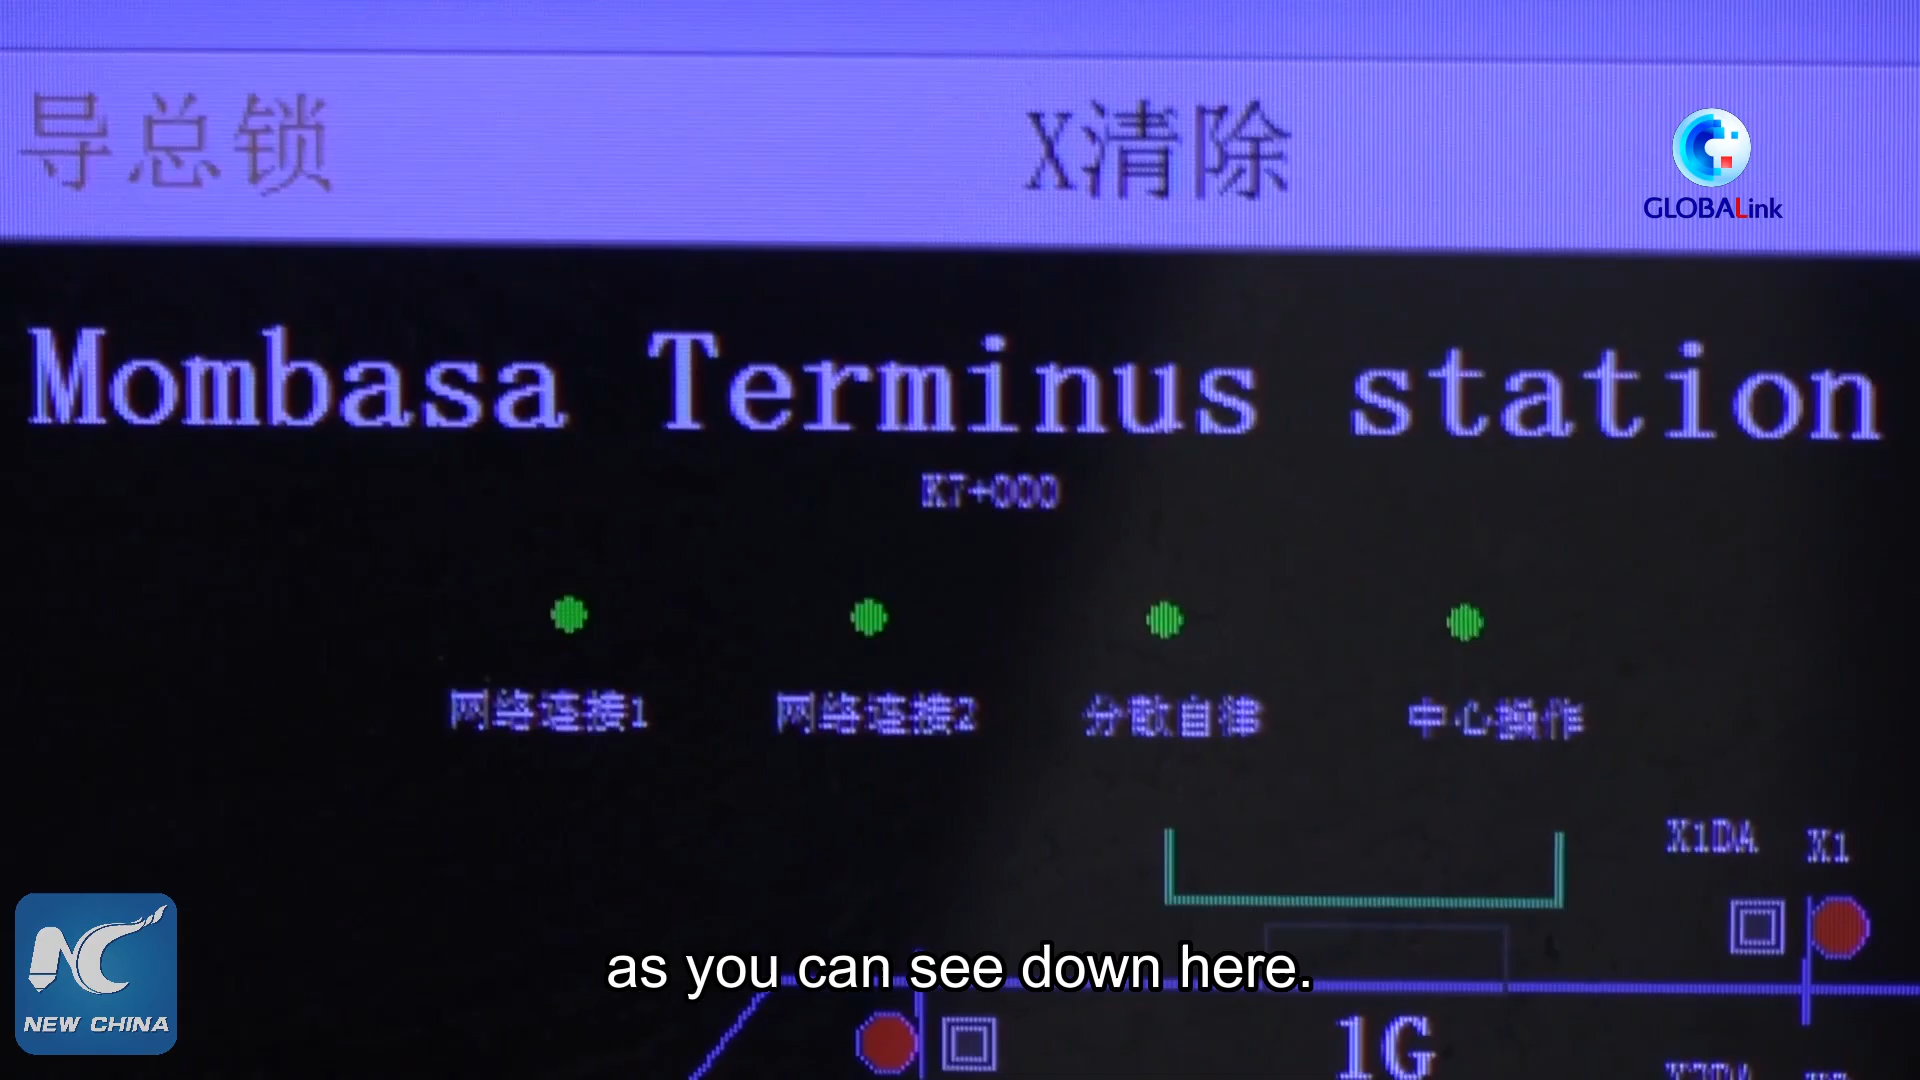 导总锁 X清除
GLOBALink
Mombasa Terminus station
K7+000
网络连接1 网络连接2 分散自律 中心操作
X1DA X1
as you can see down here.
NEW CHINA
1G